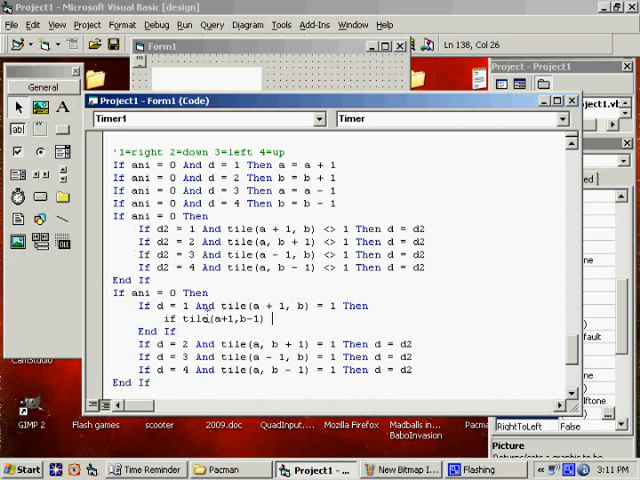 Project1 - Microsoft Visual Basic [design]
File Edit View Project Format Debug Run Query Diagram Tools Add-Ins Window Help
Ln 138, Col 26
Form1
General
Project - Project1
Project1 - Form1 (Code)
Timer1
Timer
'1=right 2=down 3=left 4=up
If ani = 0 And d = 1 Then a = a + 1
If ani = 0 And d = 2 Then b = b + 1
If ani = 0 And d = 3 Then a = a - 1
If ani = 0 And d = 4 Then b = b - 1
If ani = 0 Then
If d2 = 1 And tile(a + 1, b) <> 1 Then d = d2
If d2 = 2 And tile(a, b + 1) <> 1 Then d = d2
If d2 = 3 And tile(a - 1, b) <> 1 Then d = d2
If d2 = 4 And tile(a, b - 1) <> 1 Then d = d2
End If
If ani = 0 Then
If d = 1 And tile(a + 1, b) = 1 Then
if tile(a+1,b-1)
End If
If d = 2 And tile(a, b + 1) = 1 Then d = d2
If d = 3 And tile(a - 1, b) = 1 Then d = d2
If d = 4 And tile(a, b - 1) = 1 Then d = d2
End If
ab
OLE
CamStudio
GIMP 2
Flash games
scooter
2009.doc
QuadInput....
Mozilla Firefox
Madballs in BaboInvasion
RightToLeft False
Picture
Start
Time Reminder
Pacman
Project1 - ...
New Bitmap I...
Flashing
3:11 PM